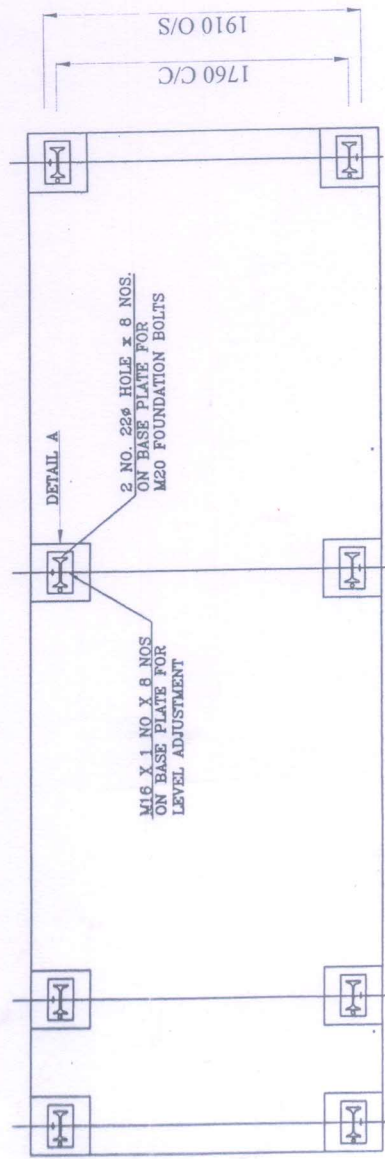 1910 O/S
1760 C/C
DETAIL A
2 NO. 22ø HOLE x 8 NOS.
ON BASE PLATE FOR
M20 FOUNDATION BOLTS
M16 X 1 NO X 8 NOS
ON BASE PLATE FOR
LEVEL ADJUSTMENT